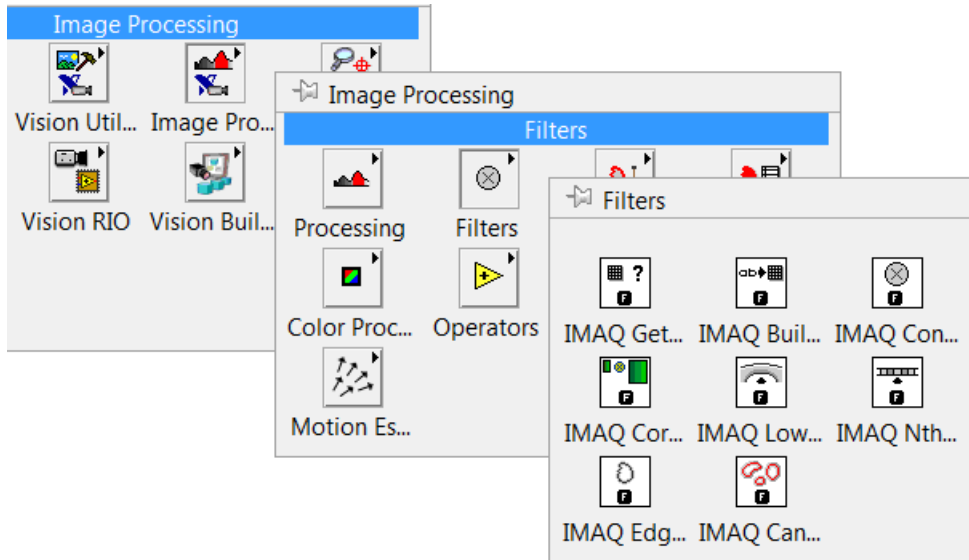 Image Processing
Vision Util... Image Pro...
Vision RIO Vision Buil...
Image Processing
Filters
Processing Filters
Color Proc... Operators
Motion Es...
Filters
? ab
F F F
IMAQ Get... IMAQ Buil... IMAQ Con...
F F F
IMAQ Cor... IMAQ Low... IMAQ Nth...
F F
IMAQ Edg... IMAQ Can...